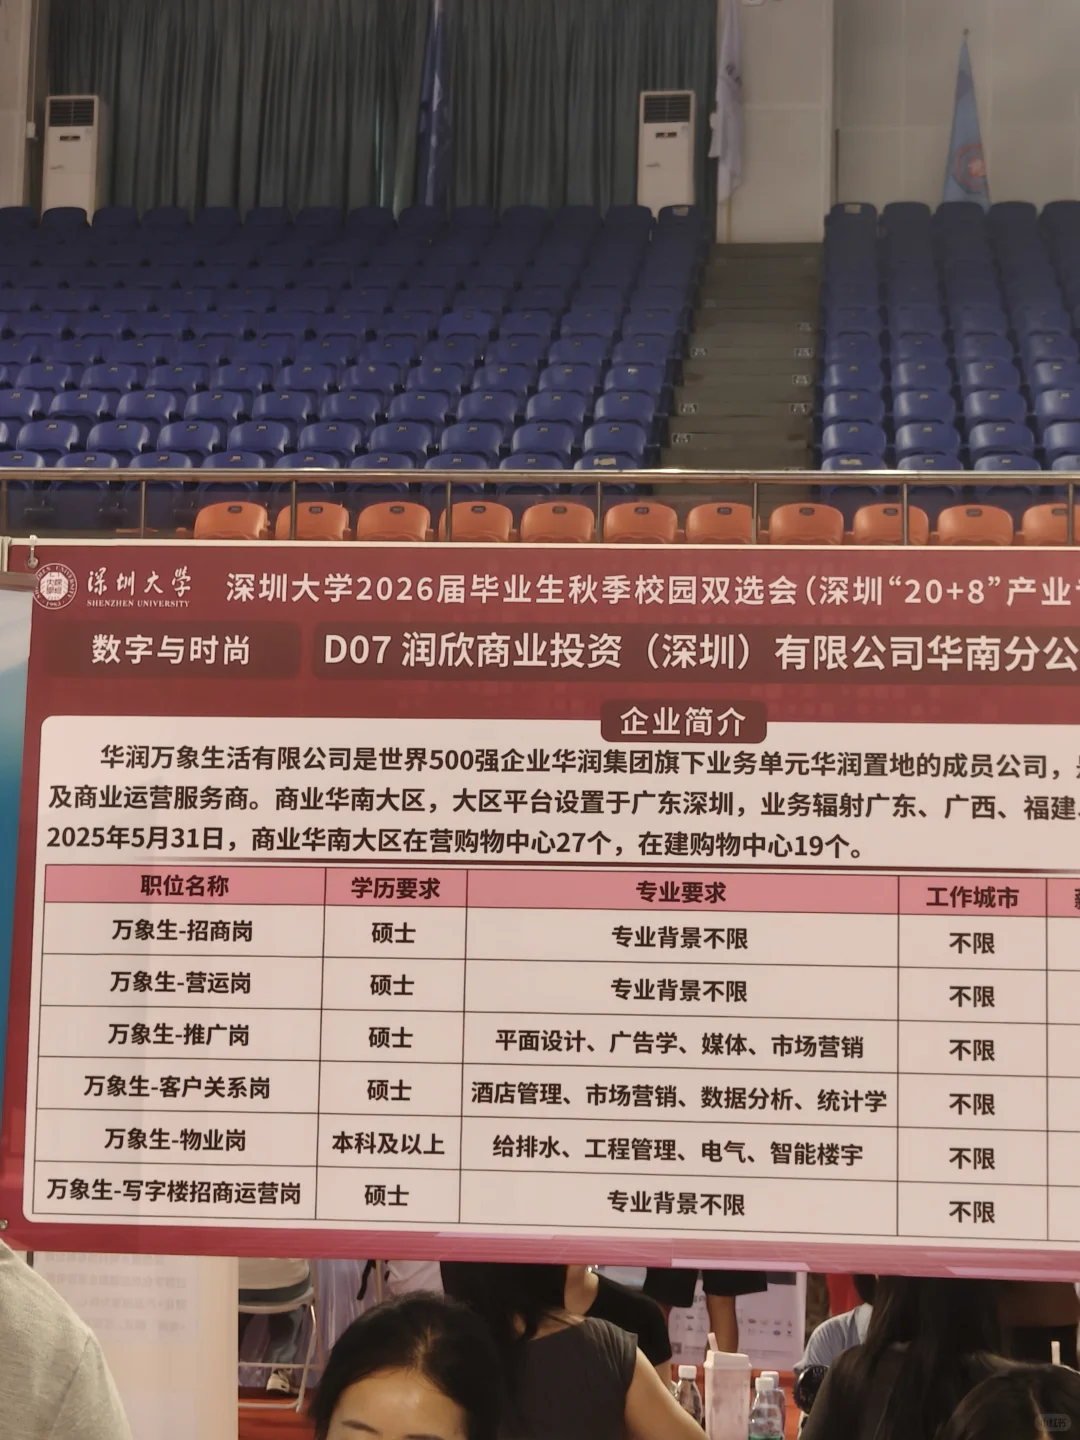 深圳大学
SHENZHEN UNIVERSITY
深圳大学2026届毕业生秋季校园双选会(深圳“20+8”产业
数字与时尚
D07 润欣商业投资（深圳）有限公司华南分公
企业简介
华润万象生活有限公司是世界500强企业华润集团旗下业务单元华润置地的成员公司，
及商业运营服务商。商业华南大区，大区平台设置于广东深圳，业务辐射广东、广西、福建
2025年5月31日，商业华南大区在营购物中心27个，在建购物中心19个。
职位名称 学历要求 专业要求 工作城市
万象生-招商岗 硕士 专业背景不限 不限
万象生-营运岗 硕士 专业背景不限 不限
万象生-推广岗 硕士 平面设计、广告学、媒体、市场营销 不限
万象生-客户关系岗 硕士 酒店管理、市场营销、数据分析、统计学 不限
万象生-物业岗 本科及以上 给排水、工程管理、电气、智能楼宇 不限
万象生-写字楼招商运营岗 硕士 专业背景不限 不限